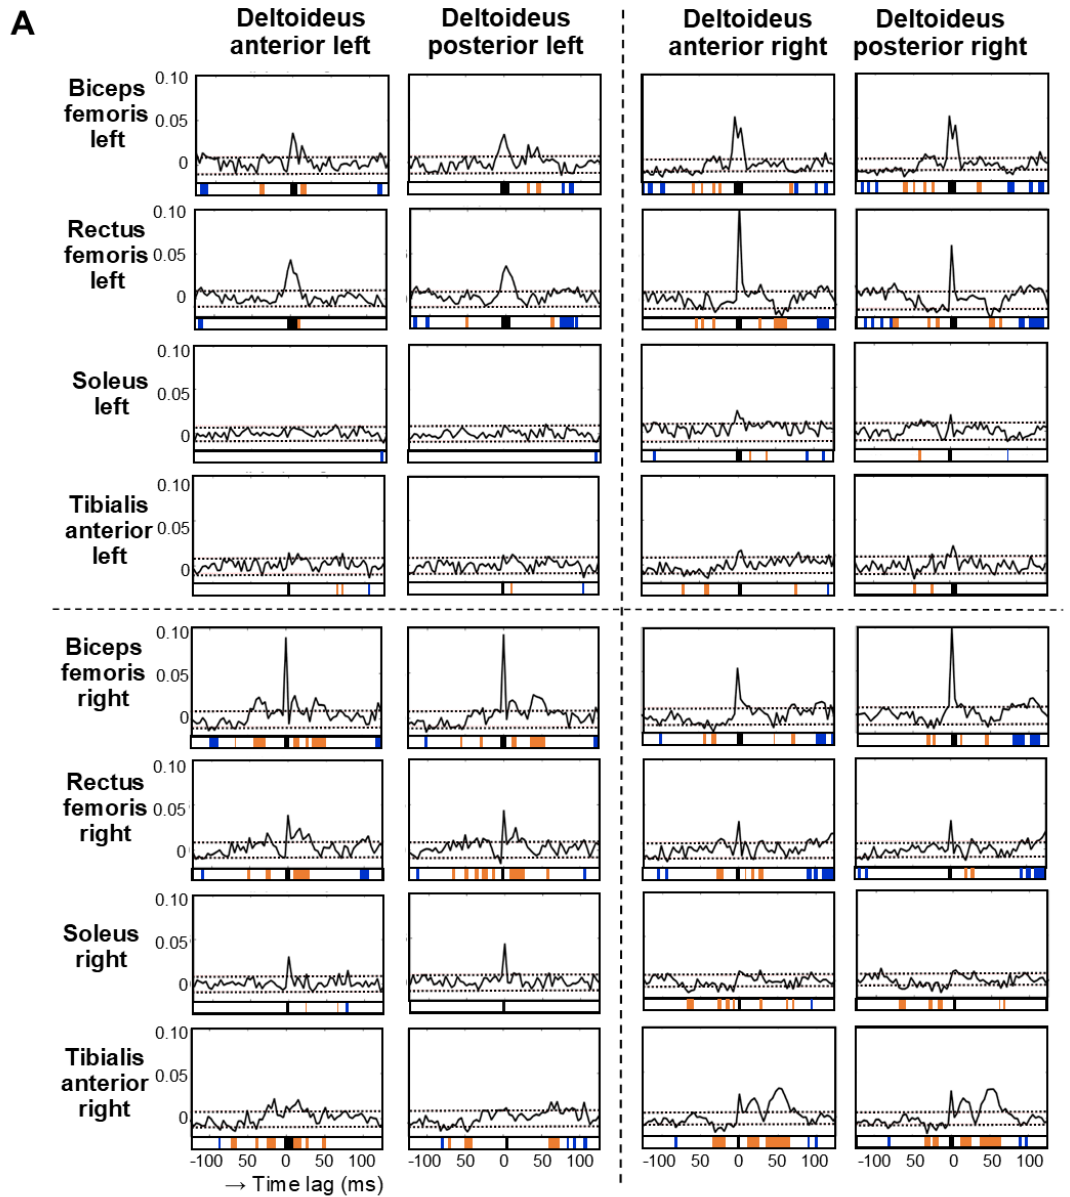 A
Deltoideus
anterior left
Deltoideus
posterior left
Deltoideus
anterior right
Deltoideus
posterior right
Biceps
femoris
left
0.10
0.05
0
Rectus
femoris
left
0.10
0.05
0
Soleus
left
0.10
0.05
0
Tibialis
anterior
left
0.10
0.05
0
Biceps
femoris
right
0.10
0.05
0
Rectus
femoris
right
0.10
0.05
0
Soleus
right
0.10
0.05
0
Tibialis
anterior
right
0.10
0.05
0
-100 -50 0 50 100
-100 -50 0 50 100
-100 -50 0 50 100
-100 -50 0 50 100
→ Time lag (ms)